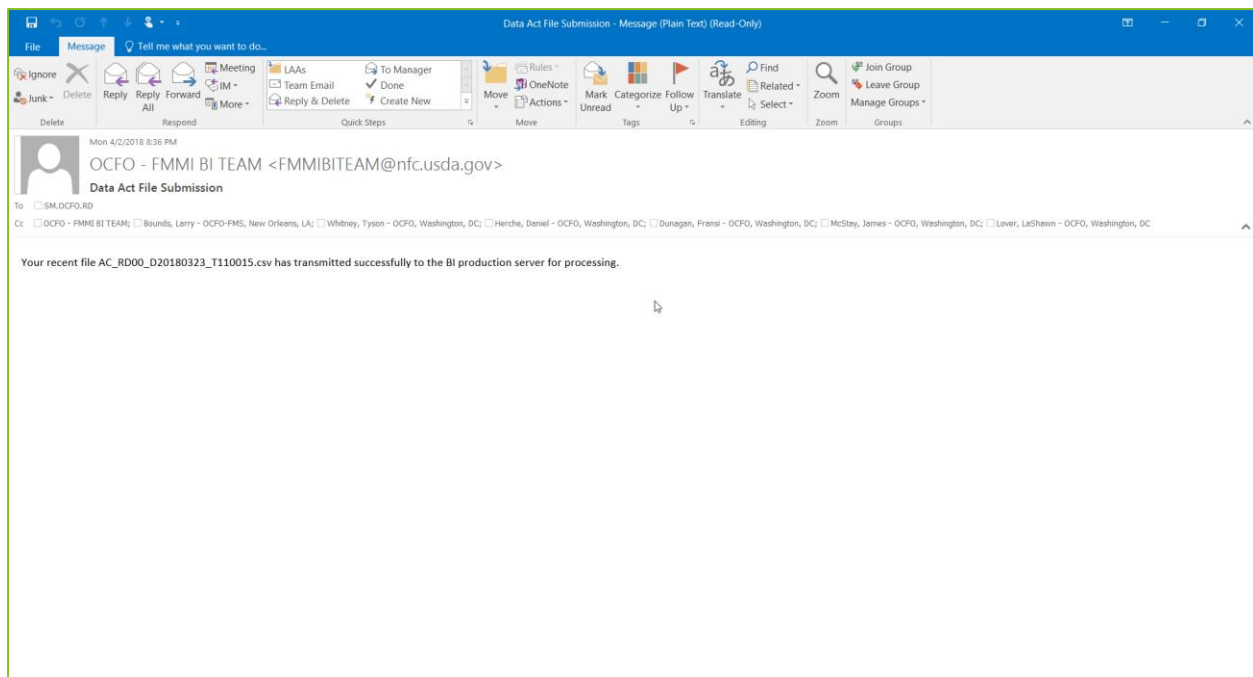 Data Act File Submission - Message (Plain Text) (Read-Only)
File Message Tell me what you want to do...
Ignore
Junk
Delete
Reply
Reply All
Forward
Meeting
IM
More
LAAs
Team Email
Reply & Delete
To Manager
Done
Create New
Move
Rules
OneNote
Actions
Mark Unread
Categorize
Follow Up
Translate
Find
Related
Select
Zoom
Join Group
Leave Group
Manage Groups
Delete Respond Quick Steps Move Tags Editing Zoom Groups
Mon 4/2/2018 8:36 PM
OCFO - FMMI BI TEAM <FMMIBITEAM@nfc.usda.gov>
Data Act File Submission
To SM.OCFO.RD
Cc OCFO - FMMI BI TEAM; Bounds, Larry - OCFO-FMS, New Orleans, LA; Whitney, Tyson - OCFO, Washington, DC; Herche, Daniel - OCFO, Washington, DC; Dunagan, Fransi - OCFO, Washington, DC; McStay, James - OCFO, Washington, DC; Lover, LaShawn - OCFO, Washington, DC
Your recent file AC_RD00_D20180323_T110015.csv has transmitted successfully to the BI production server for processing.